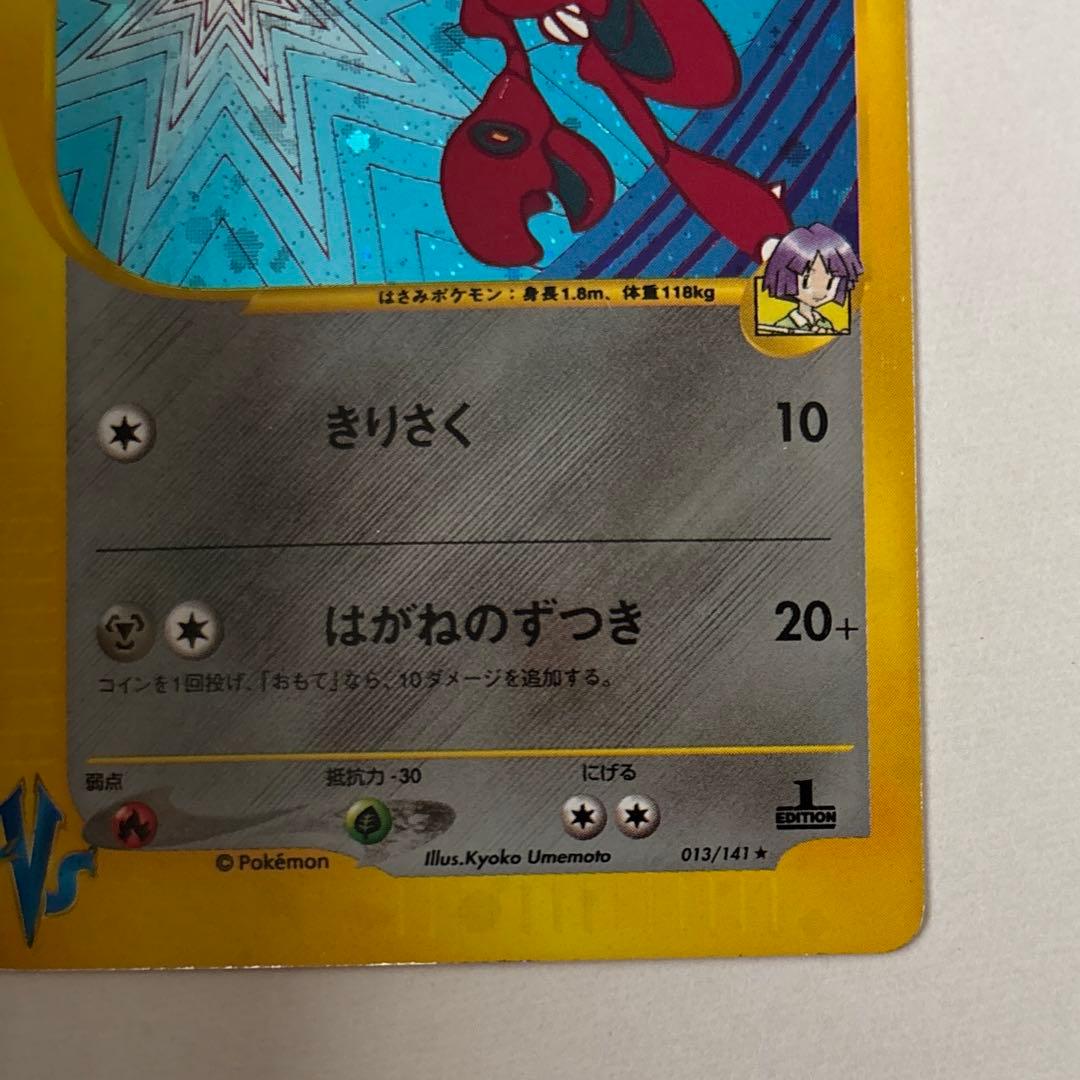 はさみポケモン：身長1.8m、体重118kg
きりさく 10
はがねのずつき 20+
コインを1回投げ、「おもて」なら、10ダメージを追加する。
弱点 抵抗力 -30 にげる
1
EDITION
VS
©Pokémon Illus.Kyoko Umemoto 013/141★